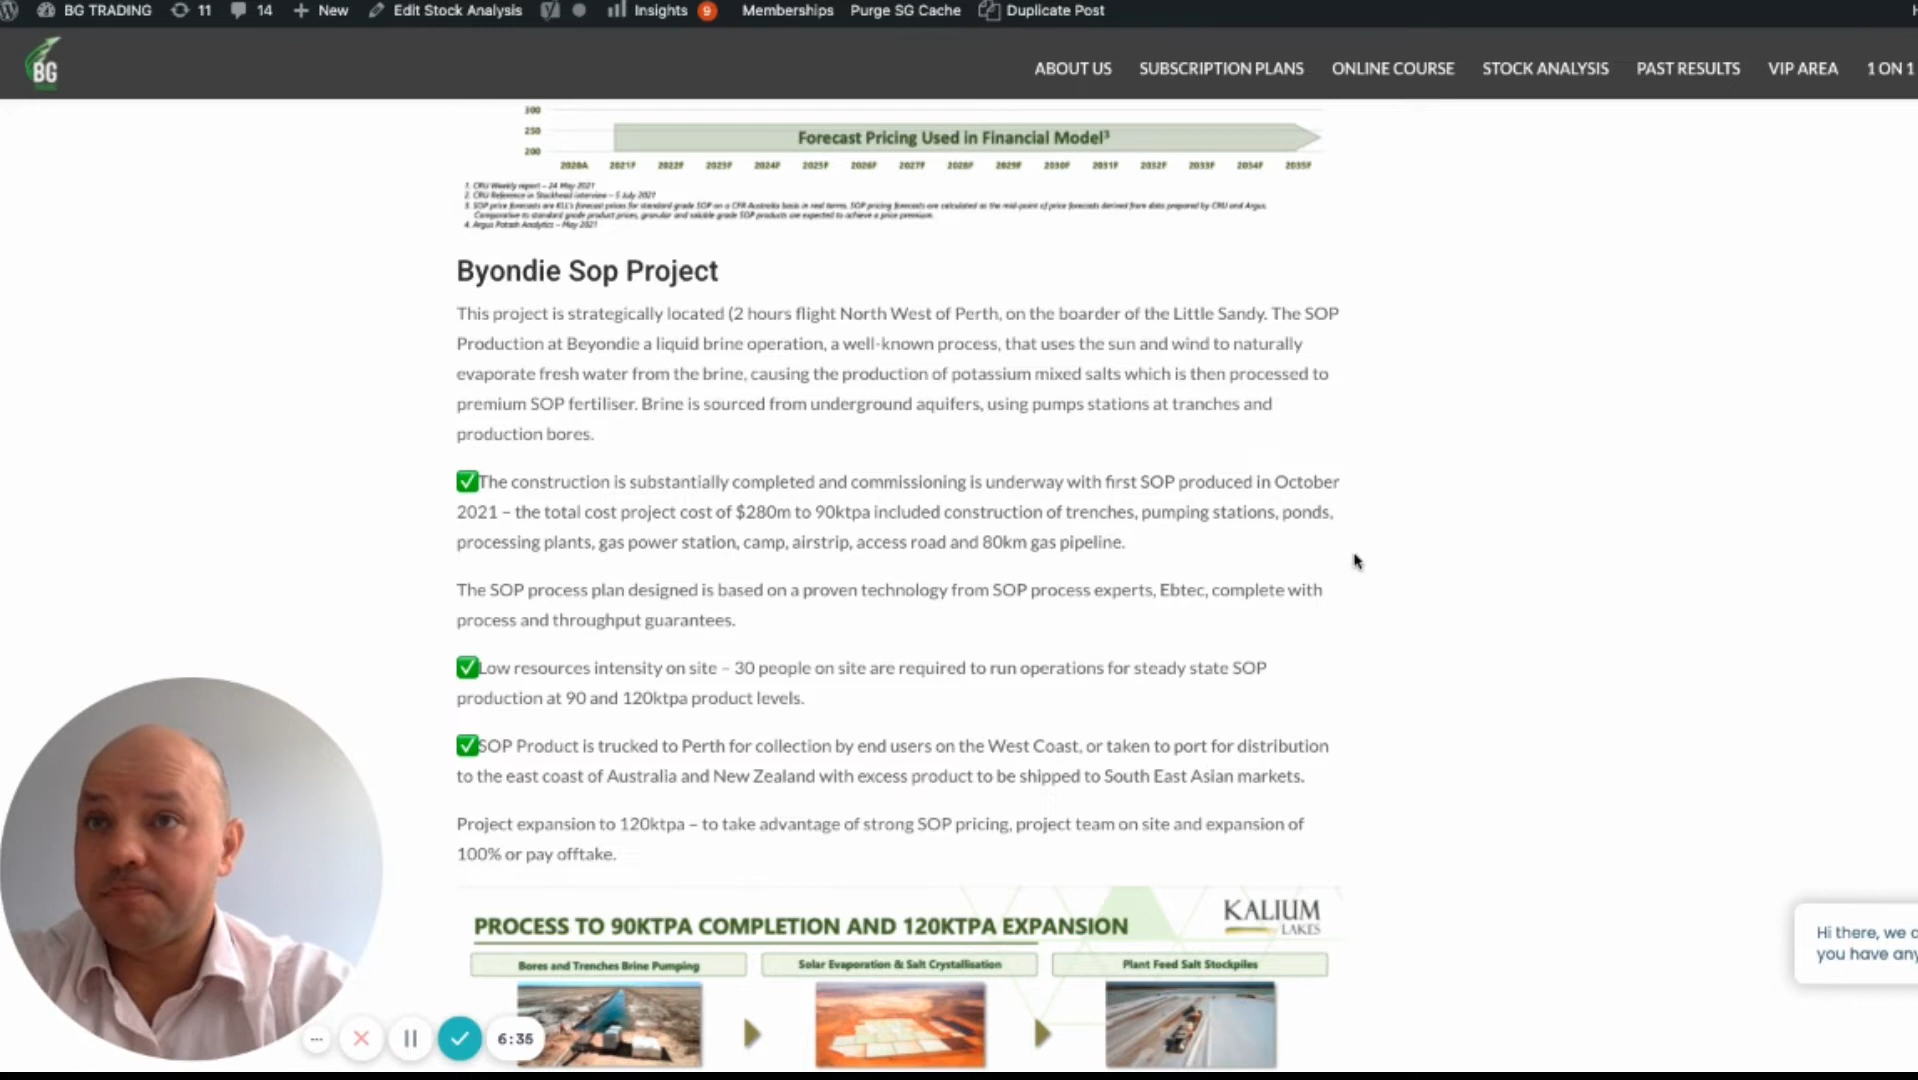 BG TRADING 11 14 + New Edit Stock Analysis Insights 9 Memberships Purge SG Cache Duplicate Post
BG
ABOUT US SUBSCRIPTION PLANS ONLINE COURSE STOCK ANALYSIS PAST RESULTS VIP AREA 1 ON 1
300
250
200
Forecast Pricing Used in Financial Model³
2020A 2021F 2022F 2023F 2024F 2025F 2026F 2027F 2028F 2029F 2030F 2031F 2032F 2033F 2034F 2035F
1. CRU Weekly report – 24 May 2021
2. CRU Reference in Stockhead interview – 5 July 2021
3. SOP price forecasts are KLL's forecast prices for standard grade SOP on a CFR Australia basis in real terms. SOP pricing forecasts are calculated as the mid-point of price forecasts derived from data prepared by CRU and Argus.
Comparative to standard grade product prices, granular and soluble grade SOP products are expected to achieve a price premium.
4. Argus Potash Analytics – May 2021
Byondie Sop Project
This project is strategically located (2 hours flight North West of Perth, on the boarder of the Little Sandy. The SOP
Production at Beyondie a liquid brine operation, a well-known process, that uses the sun and wind to naturally
evaporate fresh water from the brine, causing the production of potassium mixed salts which is then processed to
premium SOP fertiliser. Brine is sourced from underground aquifers, using pumps stations at tranches and
production bores.
✅The construction is substantially completed and commissioning is underway with first SOP produced in October
2021 – the total cost project cost of $280m to 90ktpa included construction of trenches, pumping stations, ponds,
processing plants, gas power station, camp, airstrip, access road and 80km gas pipeline.
The SOP process plan designed is based on a proven technology from SOP process experts, Ebtec, complete with
process and throughput guarantees.
✅Low resources intensity on site – 30 people on site are required to run operations for steady state SOP
production at 90 and 120ktpa product levels.
✅SOP Product is trucked to Perth for collection by end users on the West Coast, or taken to port for distribution
to the east coast of Australia and New Zealand with excess product to be shipped to South East Asian markets.
Project expansion to 120ktpa – to take advantage of strong SOP pricing, project team on site and expansion of
100% or pay offtake.
PROCESS TO 90KTPA COMPLETION AND 120KTPA EXPANSION
KALIUM
LAKES
Bores and Trenches Brine Pumping Solar Evaporation & Salt Crystallisation Plant Feed Salt Stockpiles
Hi there, we a
you have any
6:35